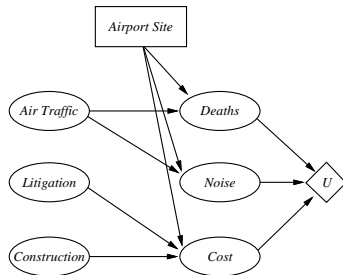 Airport Site
Air Traffic
Deaths
Litigation
Noise
U
Construction
Cost